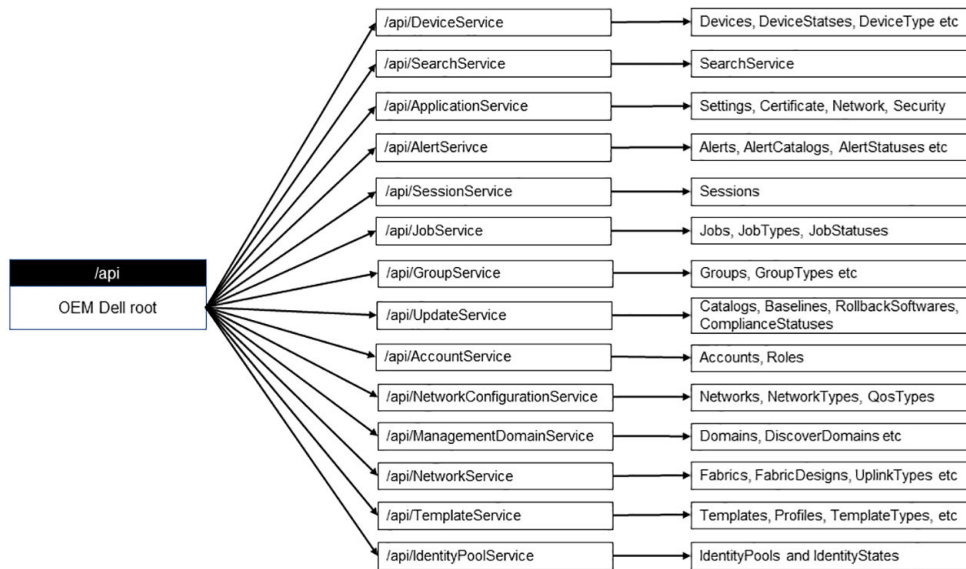 /api
OEM Dell root
/api/DeviceService
Devices, DeviceStatses, DeviceType etc
/api/SearchService
SearchService
/api/ApplicationService
Settings, Certificate, Network, Security
/api/AlertSerivce
Alerts, AlertCatalogs, AlertStatuses etc
/api/SessionService
Sessions
/api/JobService
Jobs, JobTypes, JobStatuses
/api/GroupService
Groups, GroupTypes etc
/api/UpdateService
Catalogs, Baselines, RollbackSoftwares,
ComplianceStatuses
/api/AccountService
Accounts, Roles
/api/NetworkConfigurationService
Networks, NetworkTypes, QosTypes
/api/ManagementDomainService
Domains, DiscoverDomains etc
/api/NetworkService
Fabrics, FabricDesigns, UplinkTypes etc
/api/TemplateService
Templates, Profiles, TemplateTypes, etc
/api/IdentityPoolService
IdentityPools and IdentityStates